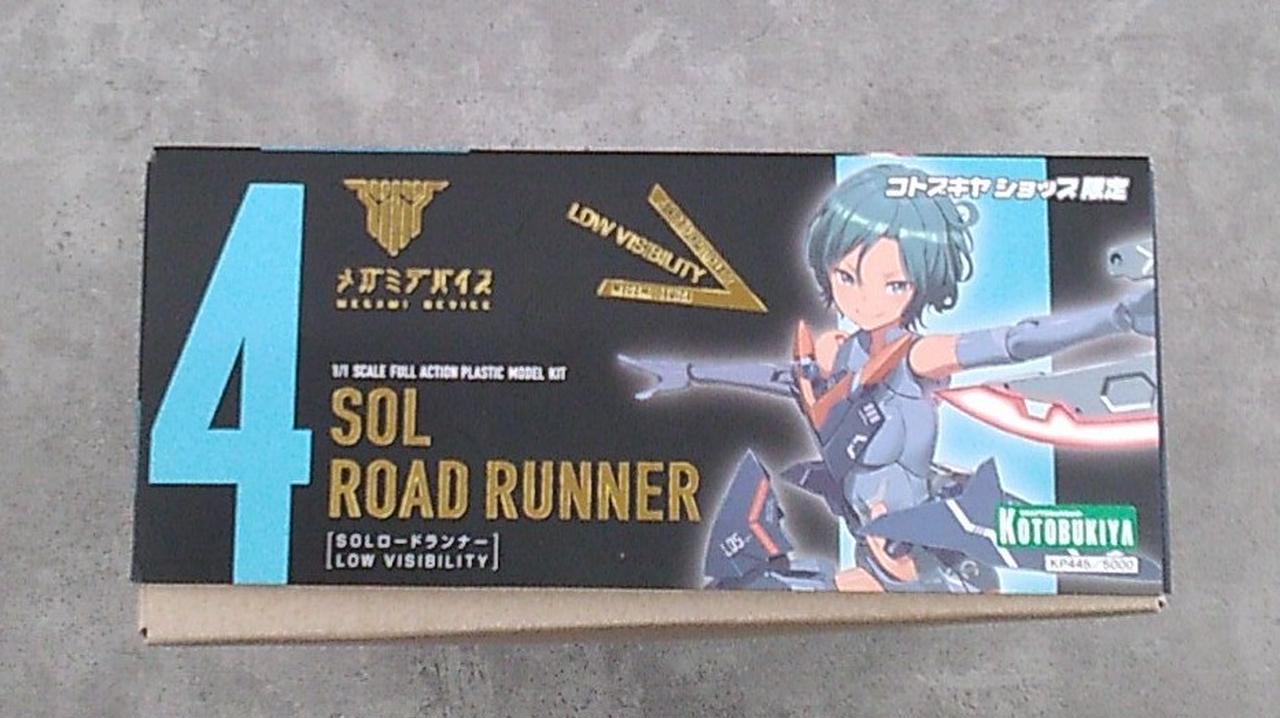 4
メガミデバイス
MEGAMI DEVICE
LOW VISIBILITY
コトブキヤショップ限定
1/1 SCALE FULL ACTION PLASTIC MODEL KIT
SOL
ROAD RUNNER
[SOLロードランナー
LOW VISIBILITY]
KOTOBUKIYA
KP445/5000